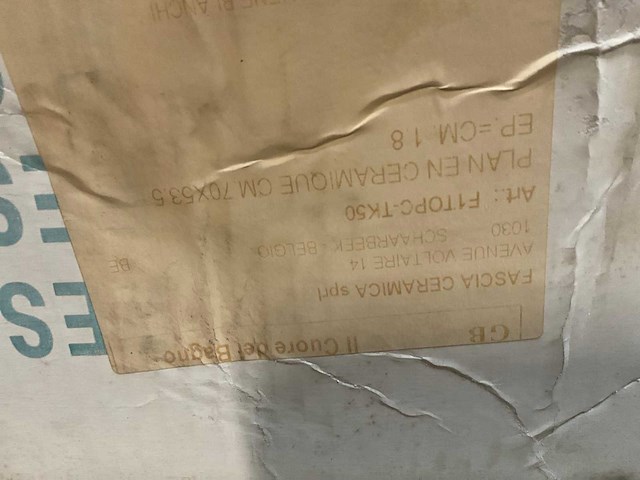 GB Il Cuore del Bagno
FASCIA CERAMICA sprl
AVENUE VOLTAIRE 14
1030 SCHAARBEEK - BELGIO BE
Art.: F1TOPC-TK50
PLAN EN CERAMIQUE CM 70X53.5
EP.=CM 1.8